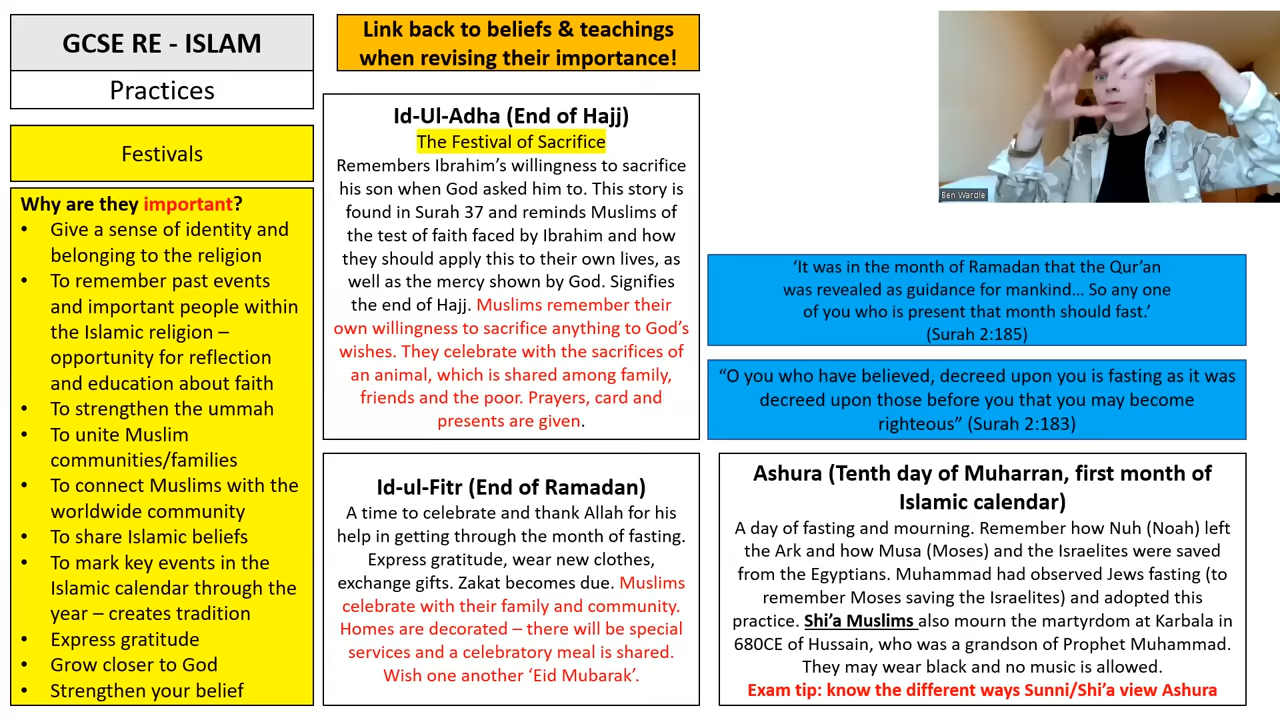 GCSE RE - ISLAM
Practices
Festivals
Why are they important?
• Give a sense of identity and
belonging to the religion
• To remember past events
and important people within
the Islamic religion –
opportunity for reflection
and education about faith
• To strengthen the ummah
• To unite Muslim
communities/families
• To connect Muslims with the
worldwide community
• To share Islamic beliefs
• To mark key events in the
Islamic calendar through the
year – creates tradition
• Express gratitude
• Grow closer to God
• Strengthen your belief
Link back to beliefs & teachings
when revising their importance!
Id-Ul-Adha (End of Hajj)
The Festival of Sacrifice
Remembers Ibrahim’s willingness to sacrifice
his son when God asked him to. This story is
found in Surah 37 and reminds Muslims of
the test of faith faced by Ibrahim and how
they should apply this to their own lives, as
well as the mercy shown by God. Signifies
the end of Hajj. Muslims remember their
own willingness to sacrifice anything to God’s
wishes. They celebrate with the sacrifices of
an animal, which is shared among family,
friends and the poor. Prayers, card and
presents are given.
Id-ul-Fitr (End of Ramadan)
A time to celebrate and thank Allah for his
help in getting through the month of fasting.
Express gratitude, wear new clothes,
exchange gifts. Zakat becomes due. Muslims
celebrate with their family and community.
Homes are decorated – there will be special
services and a celebratory meal is shared.
Wish one another ‘Eid Mubarak’.
Ben Wardle
‘It was in the month of Ramadan that the Qur’an
was revealed as guidance for mankind... So any one
of you who is present that month should fast.’
(Surah 2:185)
“O you who have believed, decreed upon you is fasting as it was
decreed upon those before you that you may become
righteous” (Surah 2:183)
Ashura (Tenth day of Muharran, first month of
Islamic calendar)
A day of fasting and mourning. Remember how Nuh (Noah) left
the Ark and how Musa (Moses) and the Israelites were saved
from the Egyptians. Muhammad had observed Jews fasting (to
remember Moses saving the Israelites) and adopted this
practice. Shi’a Muslims also mourn the martyrdom at Karbala in
680CE of Hussain, who was a grandson of Prophet Muhammad.
They may wear black and no music is allowed.
Exam tip: know the different ways Sunni/Shi’a view Ashura